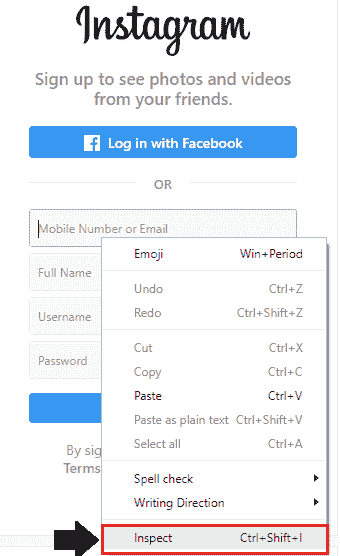 Instagram
Sign up to see photos and videos
from your friends.
Log in with Facebook
OR
Mobile Number or Email
Full Name
Username
Password
By sig
Terms
Emoji Win+Period
Undo Ctrl+Z
Redo Ctrl+Shift+Z
Cut Ctrl+X
Copy Ctrl+C
Paste Ctrl+V
Paste as plain text Ctrl+Shift+V
Select all Ctrl+A
Spell check
Writing Direction
Inspect Ctrl+Shift+I